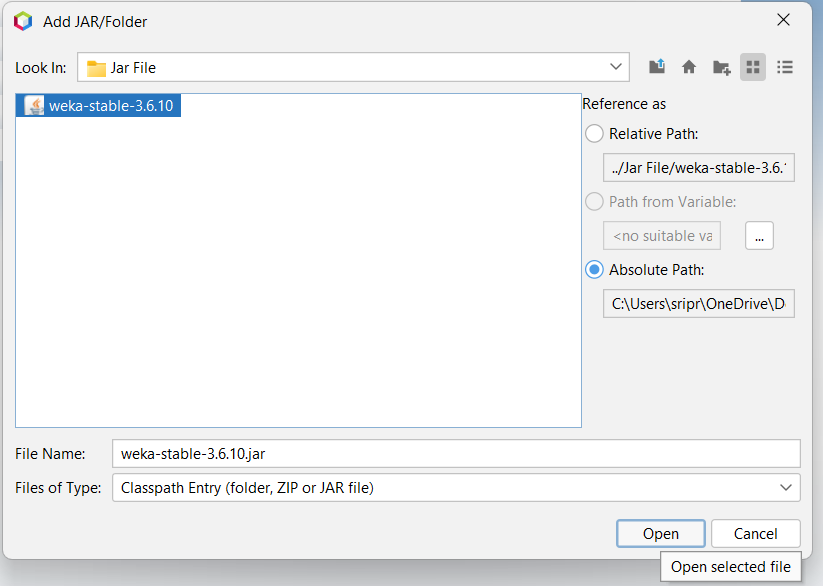 Add JAR/Folder
Look In: Jar File
weka-stable-3.6.10
Reference as
Relative Path:
../Jar File/weka-stable-3.6.
Path from Variable:
<no suitable va
...
Absolute Path:
C:\Users\sripr\OneDrive\D
File Name: weka-stable-3.6.10.jar
Files of Type: Classpath Entry (folder, ZIP or JAR file)
Open Cancel
Open selected file